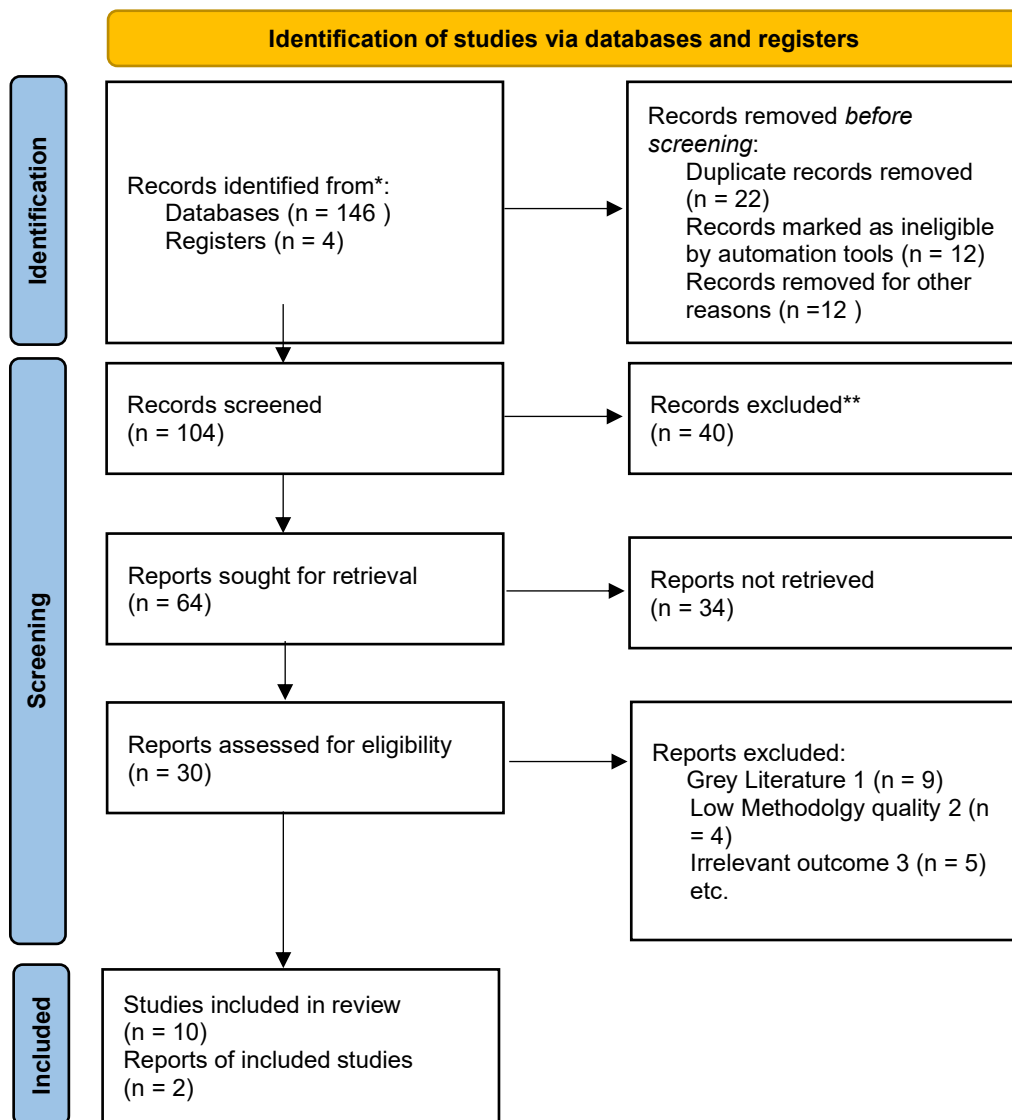 Identification of studies via databases and registers
Identification
Records identified from*:
Databases (n = 146 )
Registers (n = 4)
Records removed before
screening:
Duplicate records removed
(n = 22)
Records marked as ineligible
by automation tools (n = 12)
Records removed for other
reasons (n =12 )
Screening
Records screened
(n = 104)
Records excluded**
(n = 40)
Reports sought for retrieval
(n = 64)
Reports not retrieved
(n = 34)
Reports assessed for eligibility
(n = 30)
Reports excluded:
Grey Literature 1 (n = 9)
Low Methodolgy quality 2 (n
= 4)
Irrelevant outcome 3 (n = 5)
etc.
Included
Studies included in review
(n = 10)
Reports of included studies
(n = 2)